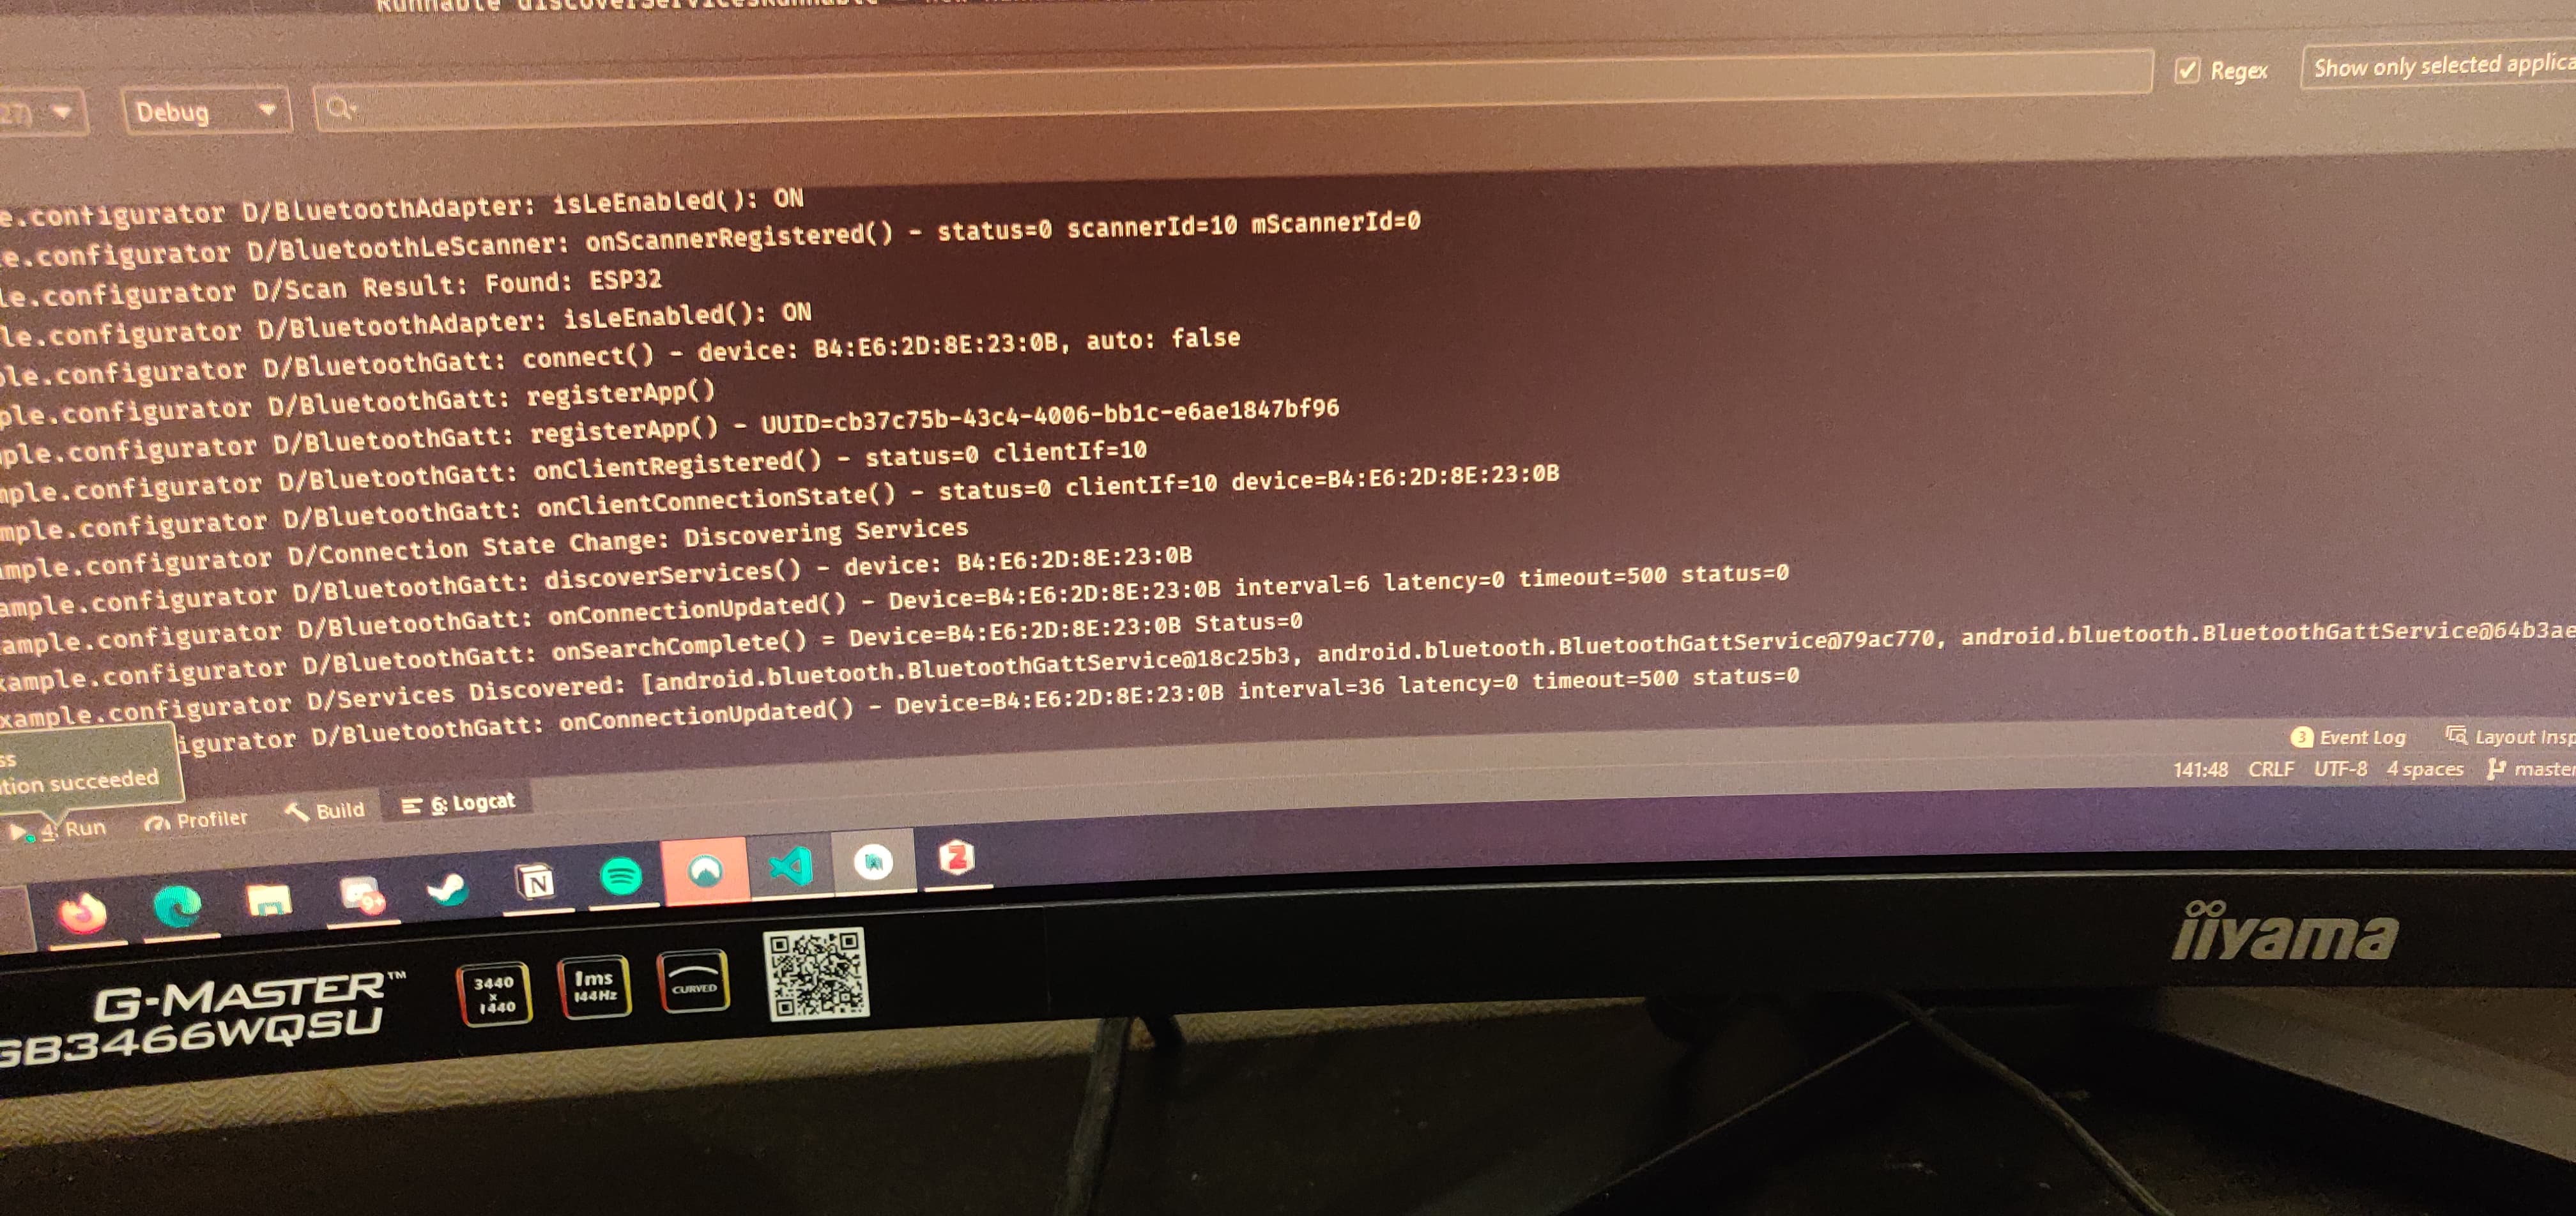 27) Debug Regex Show only selected applica
e.configurator D/BluetoothAdapter: isLeEnabled(): ON
le.configurator D/BluetoothLeScanner: onScannerRegistered() - status=0 scannerId=10 mScannerId=0
le.configurator D/Scan Result: Found: ESP32
le.configurator D/BluetoothAdapter: isLeEnabled(): ON
ple.configurator D/BluetoothGatt: connect() - device: B4:E6:2D:8E:23:0B, auto: false
ple.configurator D/BluetoothGatt: registerApp()
mple.configurator D/BluetoothGatt: registerApp() - UUID=cb37c75b-43c4-4006-bb1c-e6ae1847bf96
mple.configurator D/BluetoothGatt: onClientRegistered() - status=0 clientIf=10
mple.configurator D/BluetoothGatt: onClientConnectionState() - status=0 clientIf=10 device=B4:E6:2D:8E:23:0B
mple.configurator D/Connection State Change: Discovering Services
ample.configurator D/BluetoothGatt: discoverServices() - device: B4:E6:2D:8E:23:0B
ample.configurator D/BluetoothGatt: onConnectionUpdated() - Device=B4:E6:2D:8E:23:0B interval=6 latency=0 timeout=500 status=0
xample.configurator D/BluetoothGatt: onSearchComplete() = Device=B4:E6:2D:8E:23:0B Status=0
xample.configurator D/Services Discovered: [android.bluetooth.BluetoothGattService@18c25b3, android.bluetooth.BluetoothGattService@79ac770, android.bluetooth.BluetoothGattService@64b3ae
igurator D/BluetoothGatt: onConnectionUpdated() - Device=B4:E6:2D:8E:23:0B interval=36 latency=0 timeout=500 status=0
ss
tion succeeded
3 Event Log Layout Insp
4: Run Profiler Build 6: Logcat
141:48 CRLF UTF-8 4 spaces master
9+
N
Z
G-MASTER™
GB3466WQSU
3440
x
1440
1ms
144Hz
CURVED
iiyama